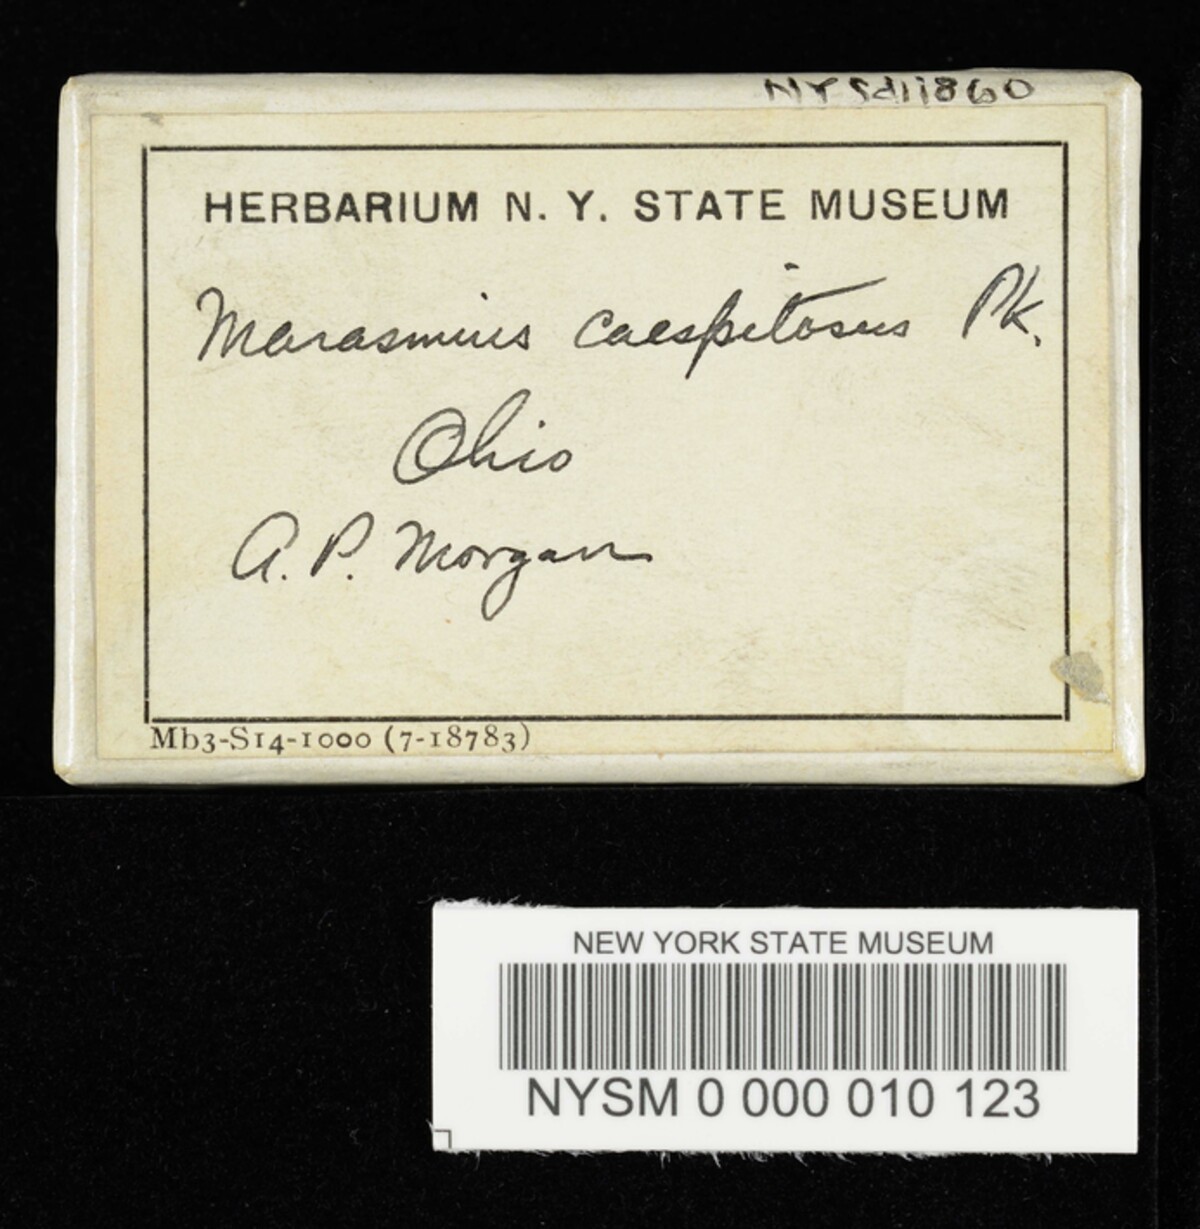 NYSd11860
HERBARIUM N. Y. STATE MUSEUM
Marasmius caespitosus Pk.
Ohio
A. P. Morgan
Mb3-S14-1000 (7-18783)
NEW YORK STATE MUSEUM
NYSM 0 000 010 123